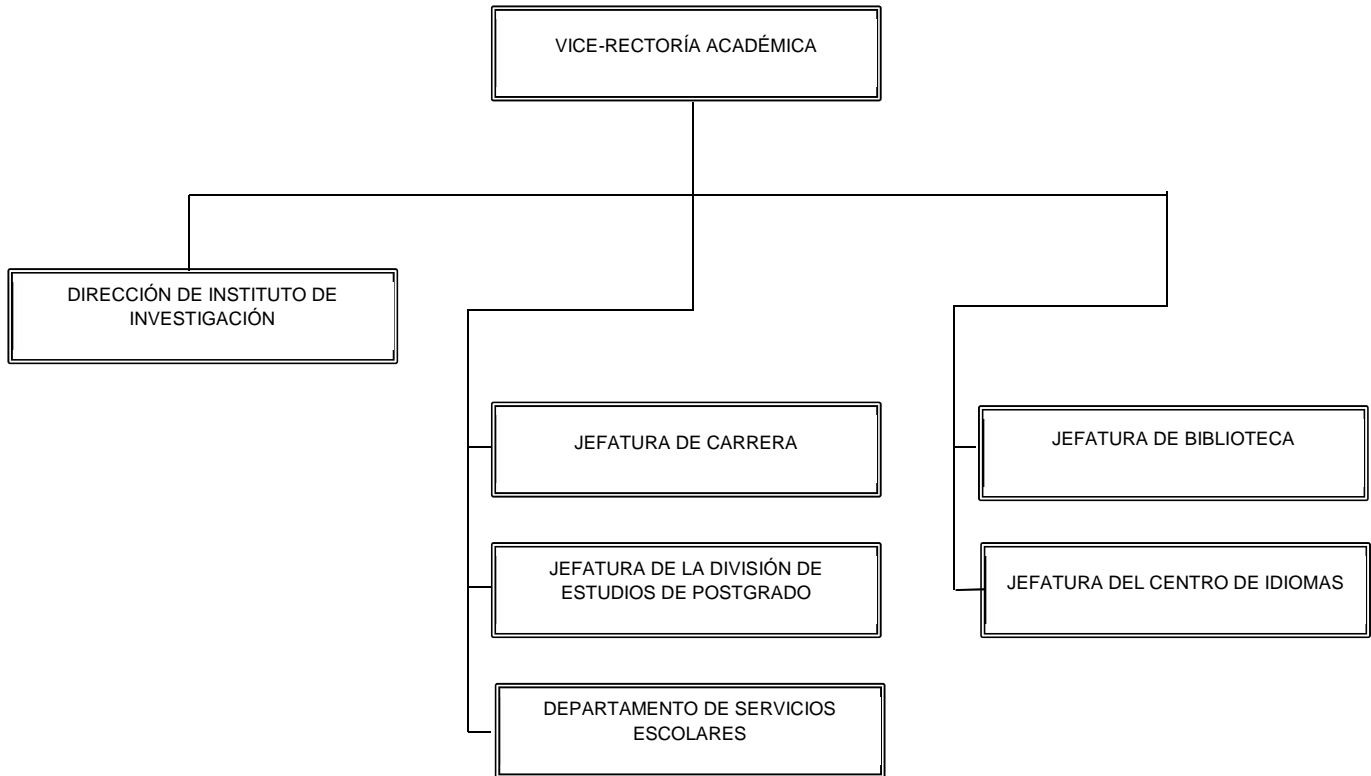 VICE-RECTORÍA ACADÉMICA
DIRECCIÓN DE INSTITUTO DE
INVESTIGACIÓN
JEFATURA DE CARRERA
JEFATURA DE LA DIVISIÓN DE
ESTUDIOS DE POSTGRADO
DEPARTAMENTO DE SERVICIOS
ESCOLARES
JEFATURA DE BIBLIOTECA
JEFATURA DEL CENTRO DE IDIOMAS